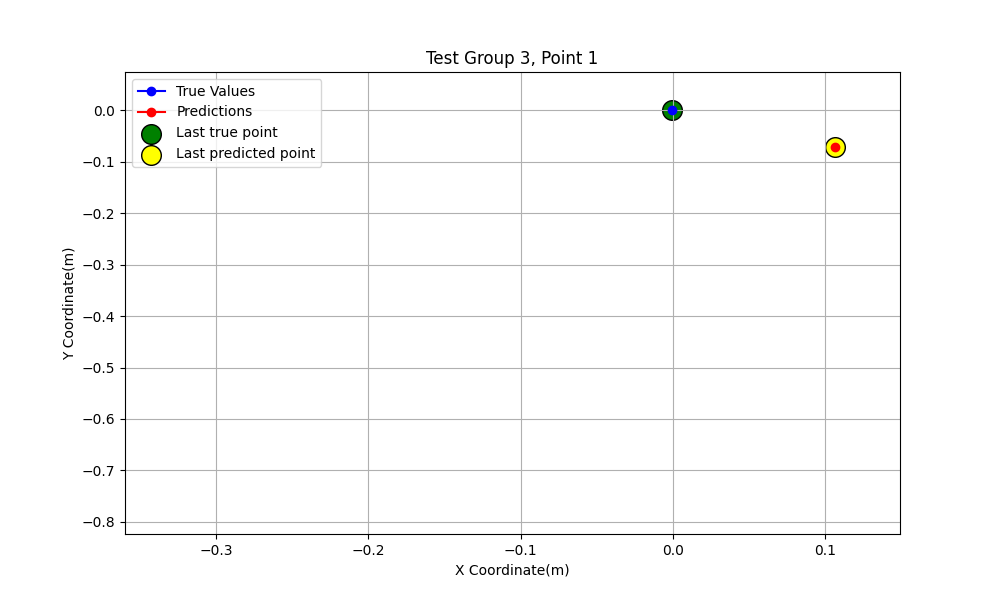 Test Group 3, Point 1
True Values
Predictions
Last true point
Last predicted point
0.0
−0.1
−0.2
−0.3
−0.4
−0.5
−0.6
−0.7
−0.8
Y Coordinate(m)
−0.3
−0.2
−0.1
0.0
0.1
X Coordinate(m)